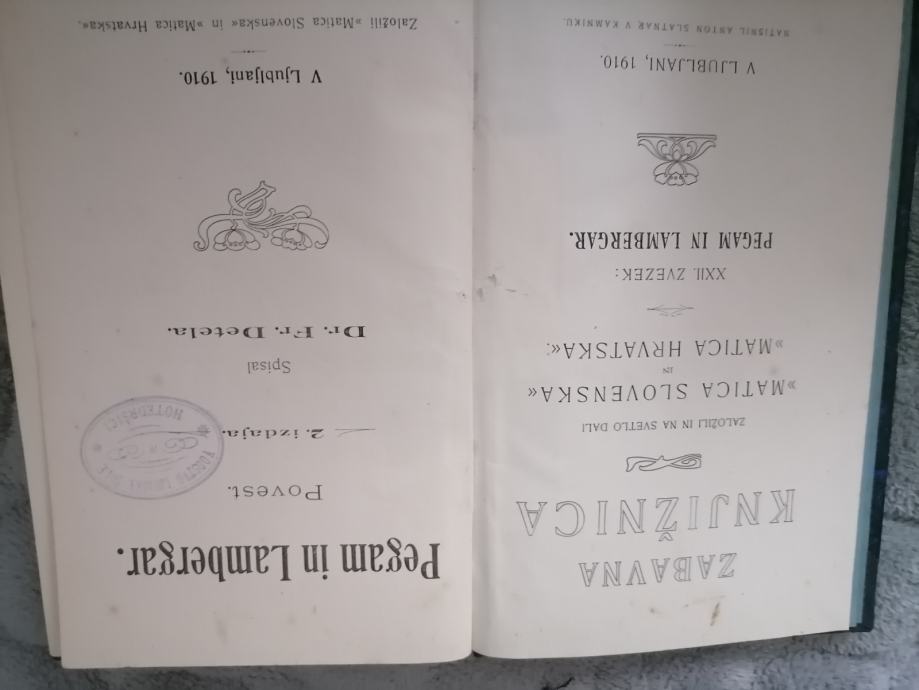 ZABAVNA
KNJIŽNICA
ZALOŽILI IN NA SVETLO DALI
»MATICA SLOVENSKA«
IN
»MATICA HRVATSKA«.
XXII. ZVEZEK:
PEGAM IN LAMBERGAR.
V LJUBLJANI, 1910.
NATISNIL ANTON SLATNAR V KAMNIKU.
Pegam in Lambergar.
Povest.
2. izdaja.
Spisal
Dr. Fr. Detela.
V Ljubljani, 1910.
Založili »Matica Slovenska« in »Matica Hrvatska«.
HOTEDRŠICI